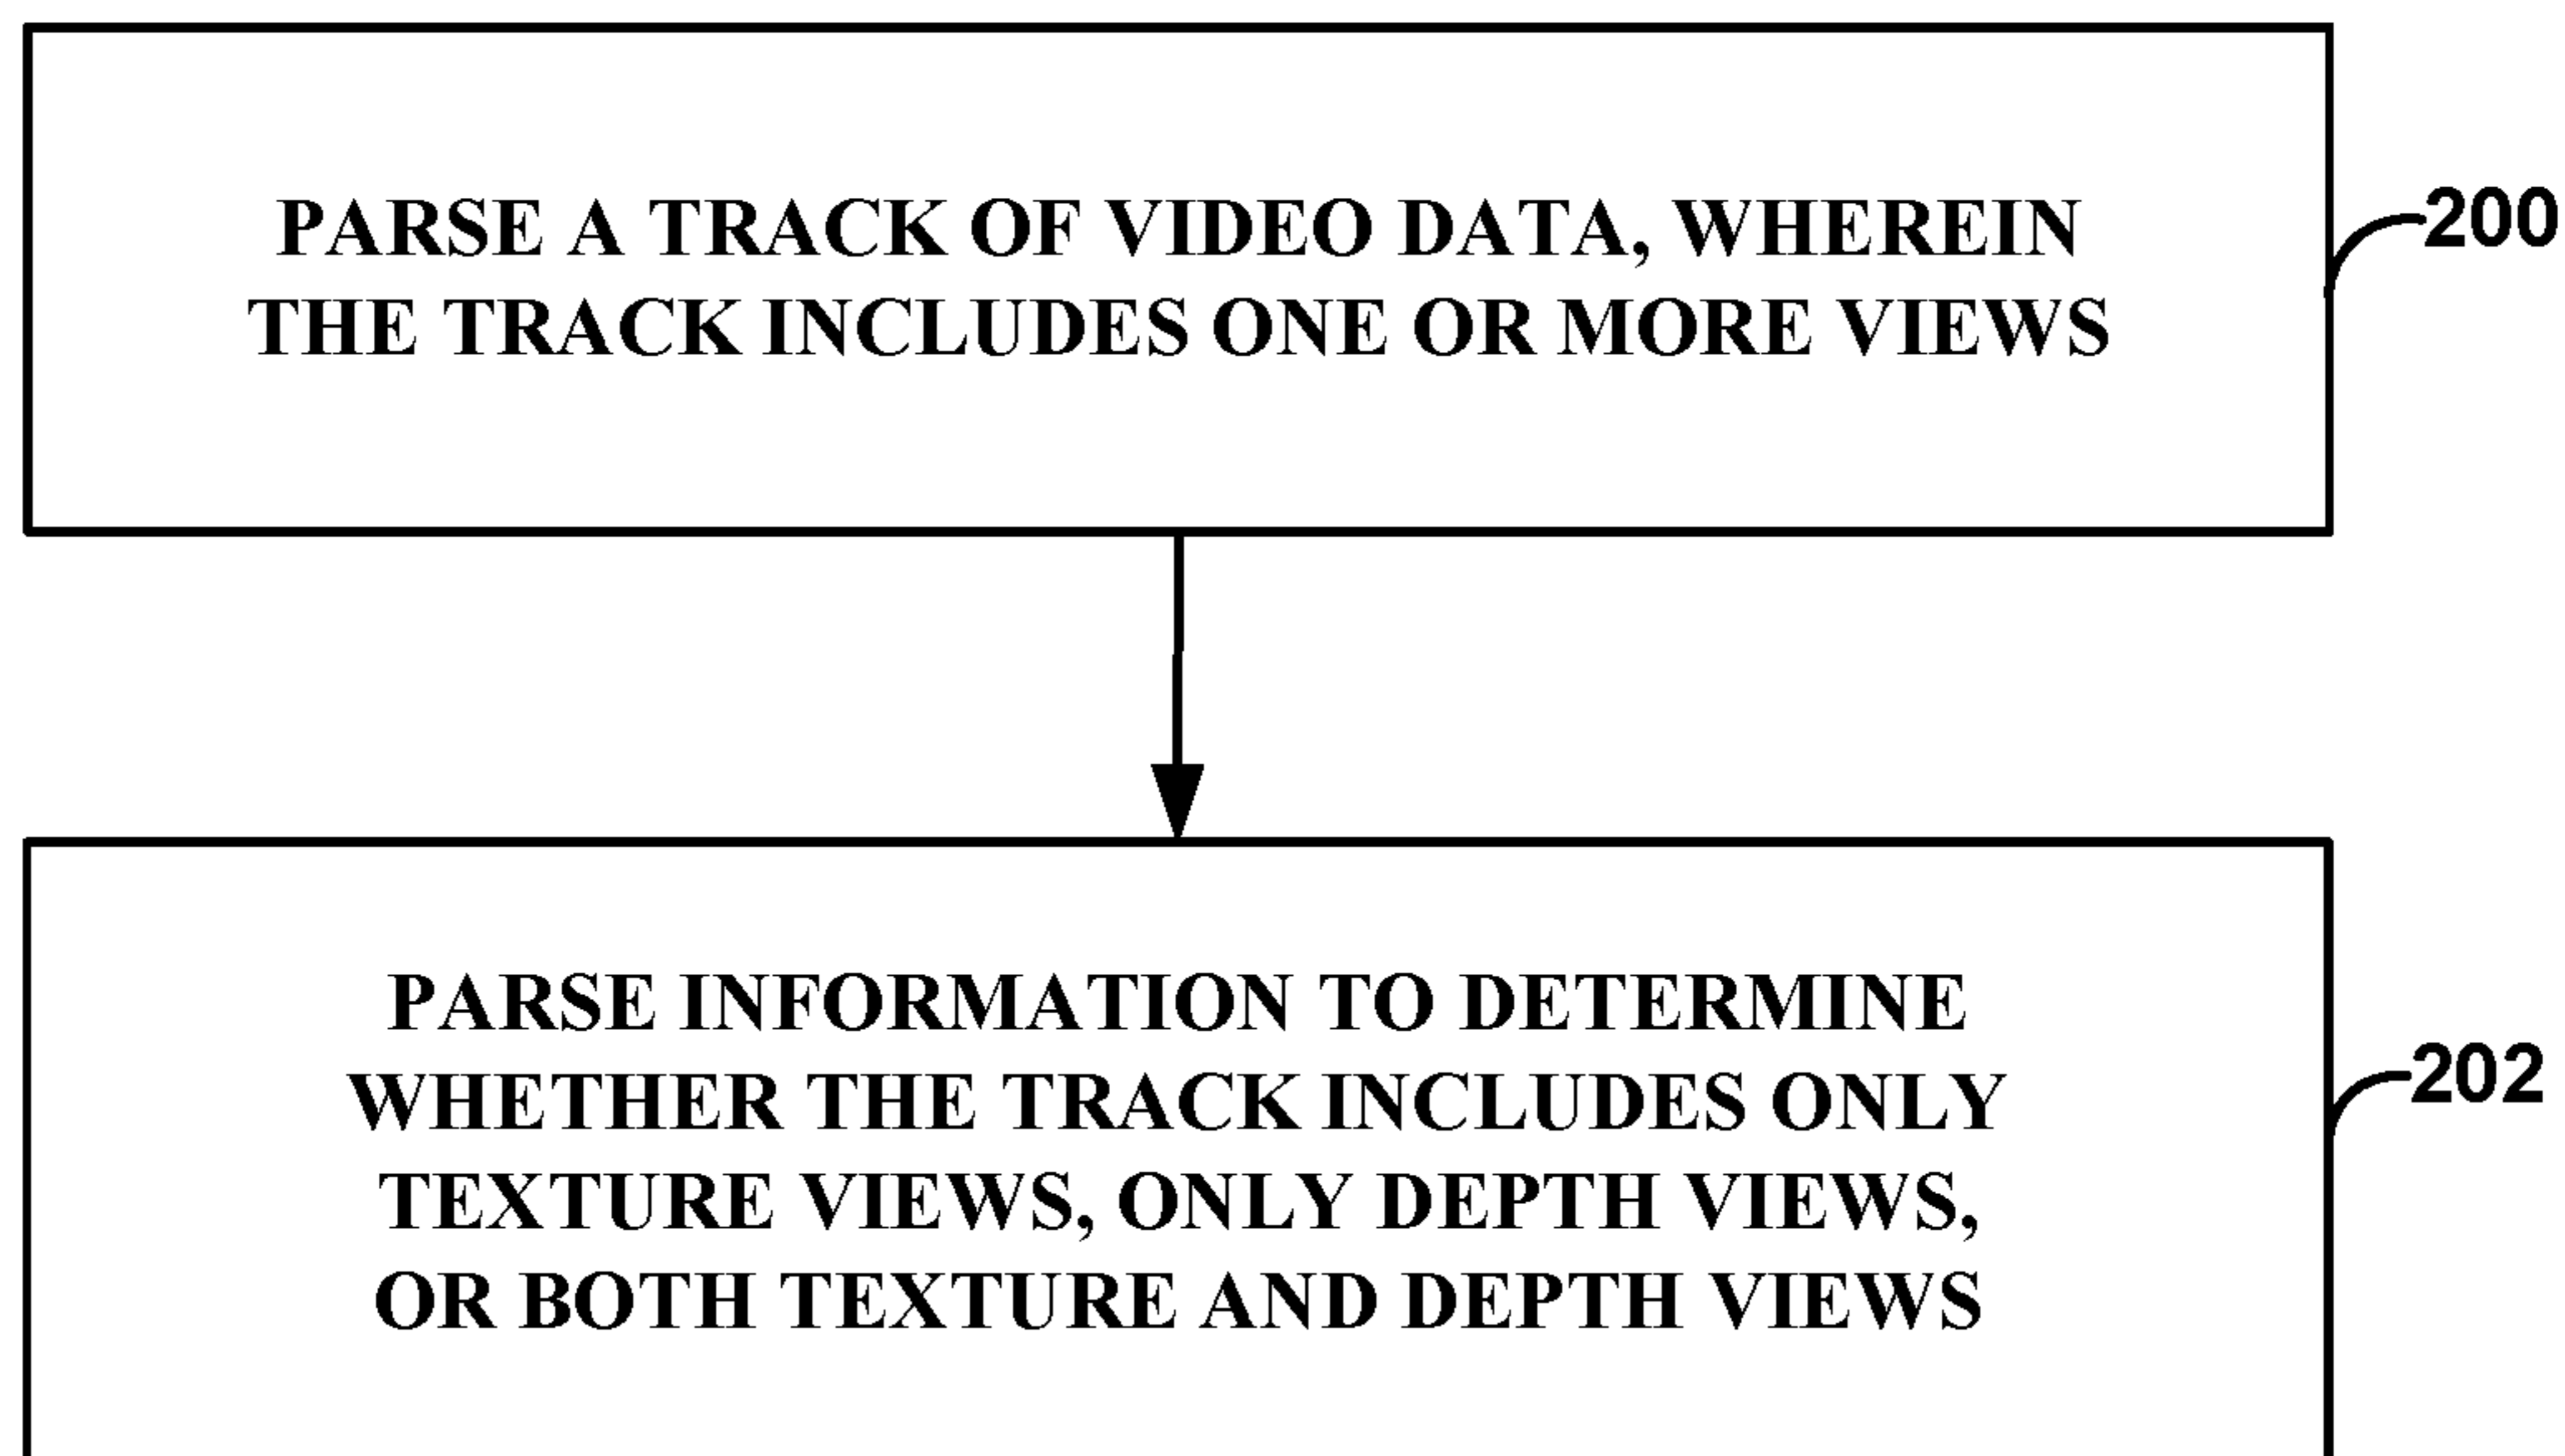 PARSE A TRACK OF VIDEO DATA, WHEREIN
THE TRACK INCLUDES ONE OR MORE VIEWS
200
PARSE INFORMATION TO DETERMINE
WHETHER THE TRACK INCLUDES ONLY
TEXTURE VIEWS, ONLY DEPTH VIEWS,
OR BOTH TEXTURE AND DEPTH VIEWS
202